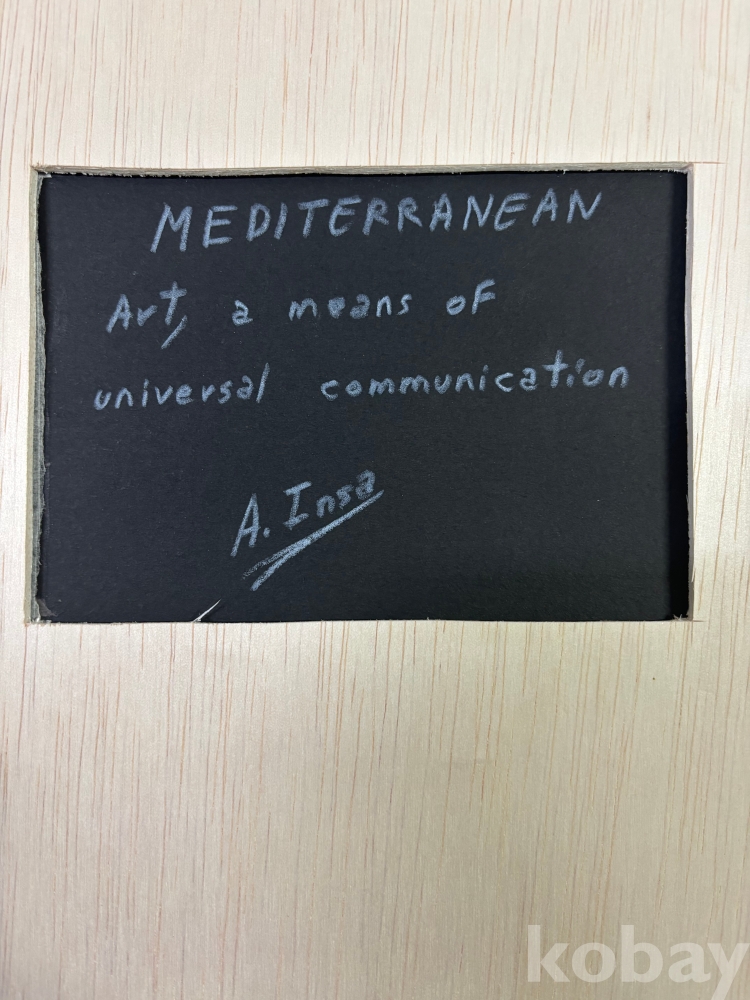 MEDITERRANEAN
Art, a means of
universal communication
A. Insa
kobay